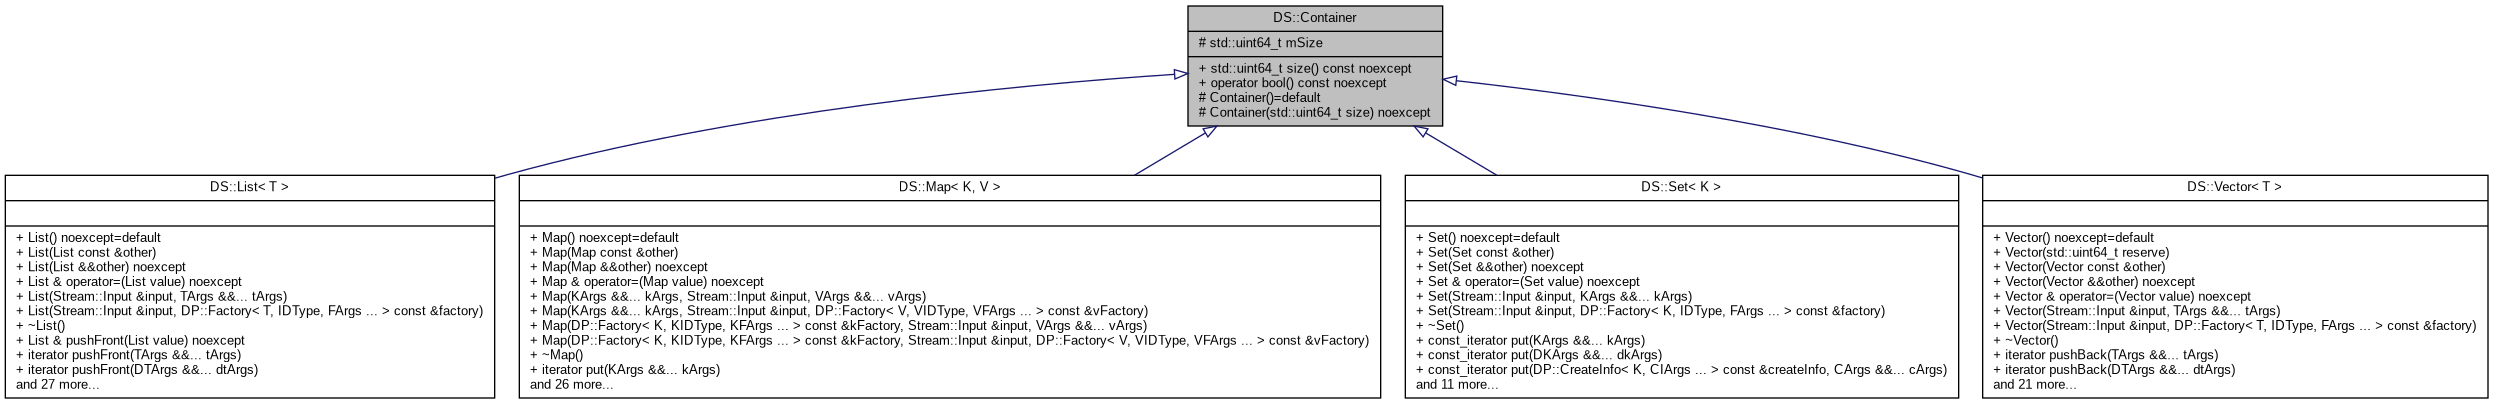 DS::Container
# std::uint64_t mSize
+ std::uint64_t size() const noexcept
+ operator bool() const noexcept
# Container()=default
# Container(std::uint64_t size) noexcept
DS::List< T >
+ List() noexcept=default
+ List(List const &other)
+ List(List &&other) noexcept
+ List & operator=(List value) noexcept
+ List(Stream::Input &input, TArgs &&... tArgs)
+ List(Stream::Input &input, DP::Factory< T, IDType, FArgs ... > const &factory)
+ ~List()
+ List & pushFront(List value) noexcept
+ iterator pushFront(TArgs &&... tArgs)
+ iterator pushFront(DTArgs &&... dtArgs)
and 27 more...
DS::Map< K, V >
+ Map() noexcept=default
+ Map(Map const &other)
+ Map(Map &&other) noexcept
+ Map & operator=(Map value) noexcept
+ Map(KArgs &&... kArgs, Stream::Input &input, VArgs &&... vArgs)
+ Map(KArgs &&... kArgs, Stream::Input &input, DP::Factory< V, VIDType, VFArgs ... > const &vFactory)
+ Map(DP::Factory< K, KIDType, KFArgs ... > const &kFactory, Stream::Input &input, VArgs &&... vArgs)
+ Map(DP::Factory< K, KIDType, KFArgs ... > const &kFactory, Stream::Input &input, DP::Factory< V, VIDType, VFArgs ... > const &vFactory)
+ ~Map()
+ iterator put(KArgs &&... kArgs)
and 26 more...
DS::Set< K >
+ Set() noexcept=default
+ Set(Set const &other)
+ Set(Set &&other) noexcept
+ Set & operator=(Set value) noexcept
+ Set(Stream::Input &input, KArgs &&... kArgs)
+ Set(Stream::Input &input, DP::Factory< K, IDType, FArgs ... > const &factory)
+ ~Set()
+ const_iterator put(KArgs &&... kArgs)
+ const_iterator put(DKArgs &&... dkArgs)
+ const_iterator put(DP::CreateInfo< K, CIArgs ... > const &createInfo, CArgs &&... cArgs)
and 11 more...
DS::Vector< T >
+ Vector() noexcept=default
+ Vector(std::uint64_t reserve)
+ Vector(Vector const &other)
+ Vector(Vector &&other) noexcept
+ Vector & operator=(Vector value) noexcept
+ Vector(Stream::Input &input, TArgs &&... tArgs)
+ Vector(Stream::Input &input, DP::Factory< T, IDType, FArgs ... > const &factory)
+ ~Vector()
+ iterator pushBack(TArgs &&... tArgs)
+ iterator pushBack(DTArgs &&... dtArgs)
and 21 more...